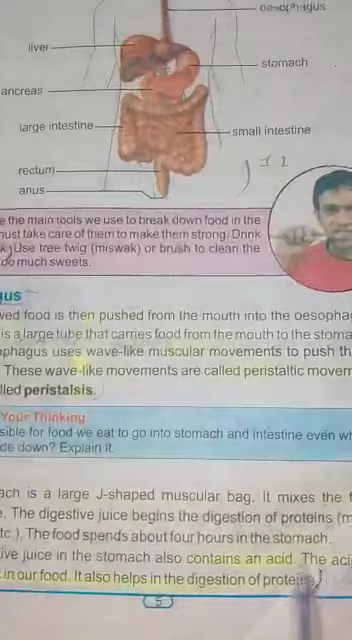 oesophagus
liver
stomach
ancreas
large intestine
small intestine
rectum
anus
e the main tools we use to break down food in the
must take care of them to make them strong. Drink
k, Use tree twig (miswak) or brush to clean the
too much sweets.
gus
wed food is then pushed from the mouth into the oesophag
is a large tube that carries food from the mouth to the stoma
ophagus uses wave-like muscular movements to push th
These wave-like movements are called peristaltic movem
lled peristalsis.
Your Thinking
sible for food we eat to go into stomach and intestine even wh
de down? Explain it.
ach is a large J-shaped muscular bag. It mixes the f
e. The digestive juice begins the digestion of proteins (m
etc.). The food spends about four hours in the stomach.
ive juice in the stomach also contains an acid. The aci
in our food. It also helps in the digestion of protei
5